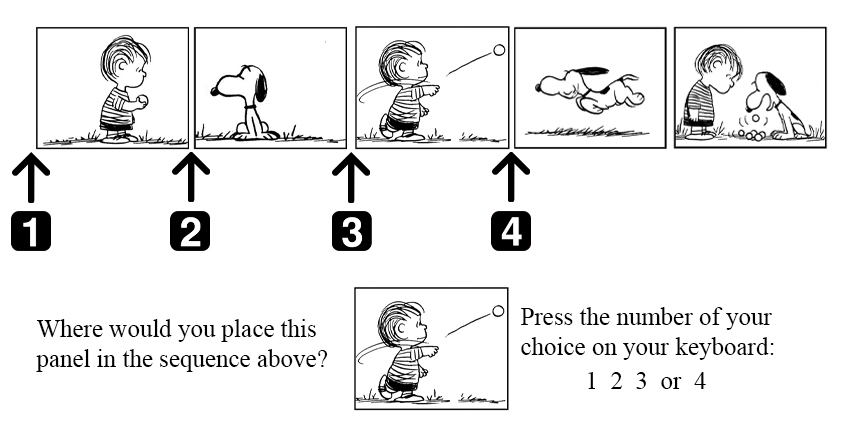 1 2 3 4
Where would you place this
panel in the sequence above?
Press the number of your
choice on your keyboard:
1 2 3 or 4